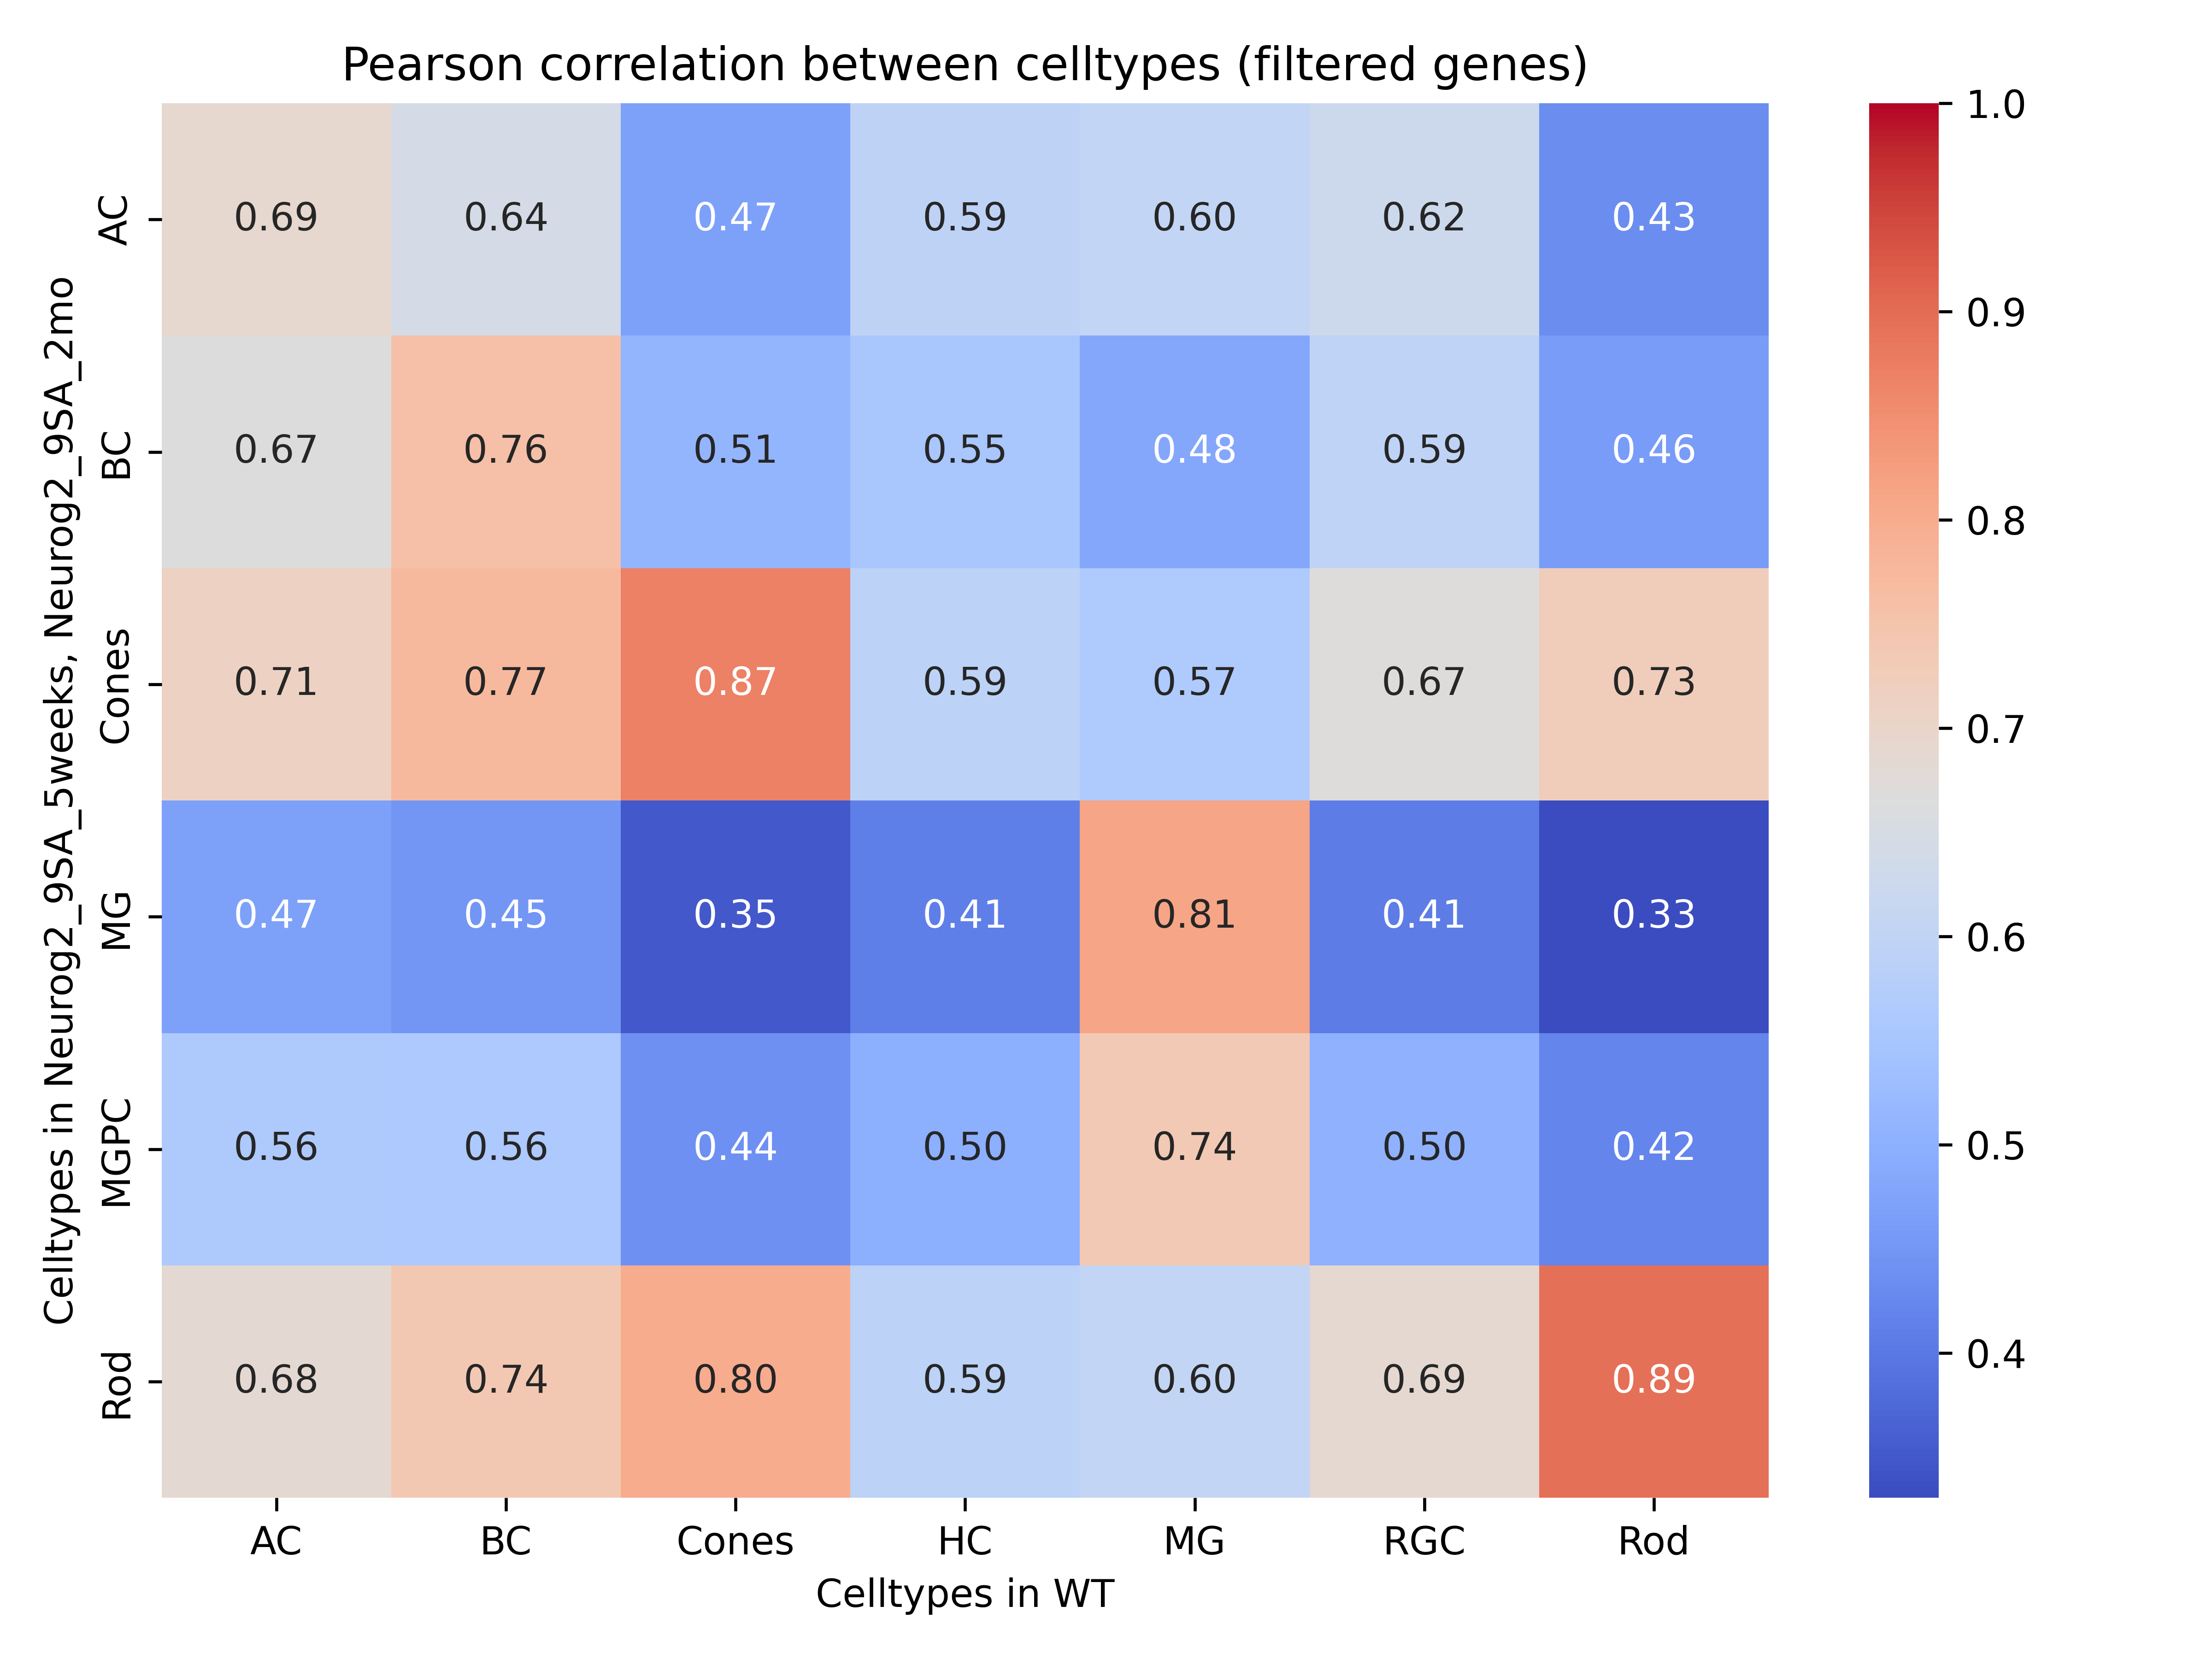 Pearson correlation between celltypes (filtered genes)
Celltypes in Neurog2_9SA_5weeks, Neurog2_9SA_2mo
AC 0.69 0.64 0.47 0.59 0.60 0.62 0.43
BC 0.67 0.76 0.51 0.55 0.48 0.59 0.46
Cones 0.71 0.77 0.87 0.59 0.57 0.67 0.73
MG 0.47 0.45 0.35 0.41 0.81 0.41 0.33
MGPC 0.56 0.56 0.44 0.50 0.74 0.50 0.42
Rod 0.68 0.74 0.80 0.59 0.60 0.69 0.89
AC BC Cones HC MG RGC Rod
Celltypes in WT
1.0
0.9
0.8
0.7
0.6
0.5
0.4